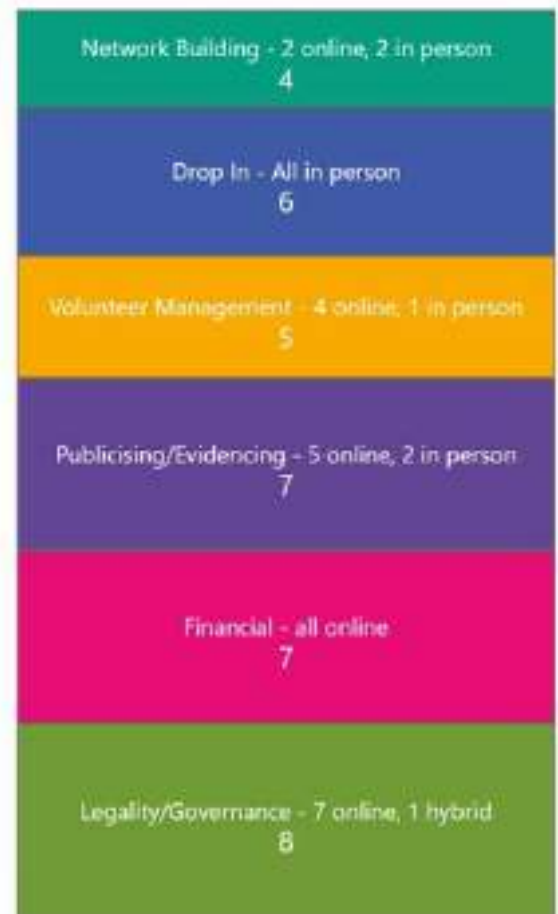 Network Building - 2 online, 2 in person
4
Drop In - All in person
6
Volunteer Management - 4 online, 1 in person
5
Publicising/Evidencing - 5 online, 2 in person
7
Financial - all online
7
Legality/Governance - 7 online, 1 hybrid
8